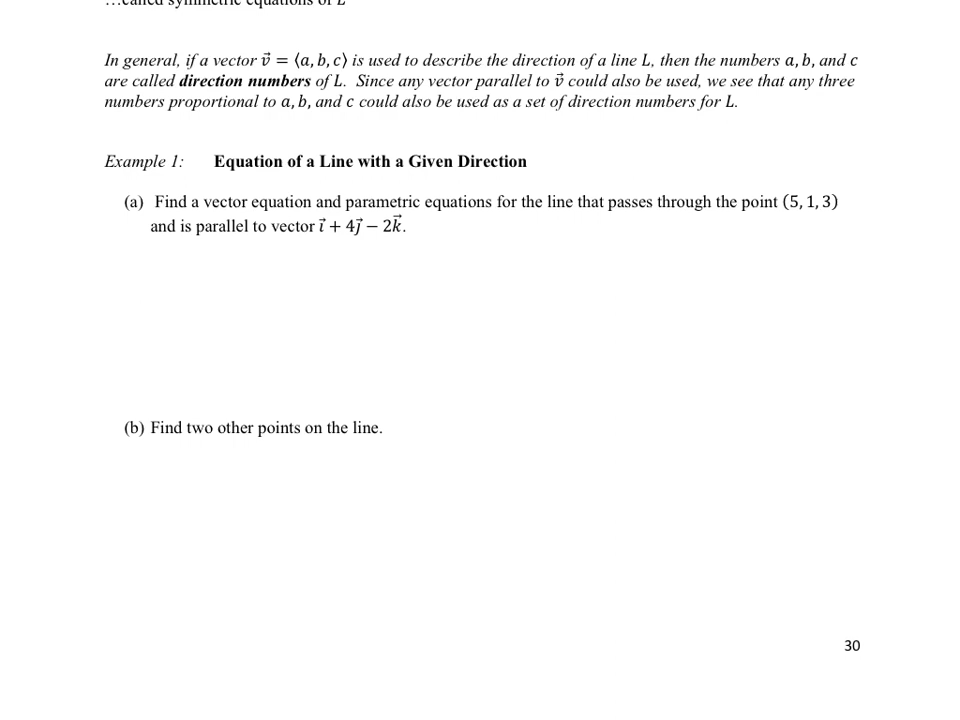 ...called symmetric equations of L
In general, if a vector v⃗ = ⟨a, b, c⟩ is used to describe the direction of a line L, then the numbers a, b, and c
are called direction numbers of L. Since any vector parallel to v⃗ could also be used, we see that any three
numbers proportional to a, b, and c could also be used as a set of direction numbers for L.
Example 1: Equation of a Line with a Given Direction
(a) Find a vector equation and parametric equations for the line that passes through the point (5, 1, 3)
and is parallel to vector i⃗ + 4j⃗ − 2k⃗.
(b) Find two other points on the line.
30